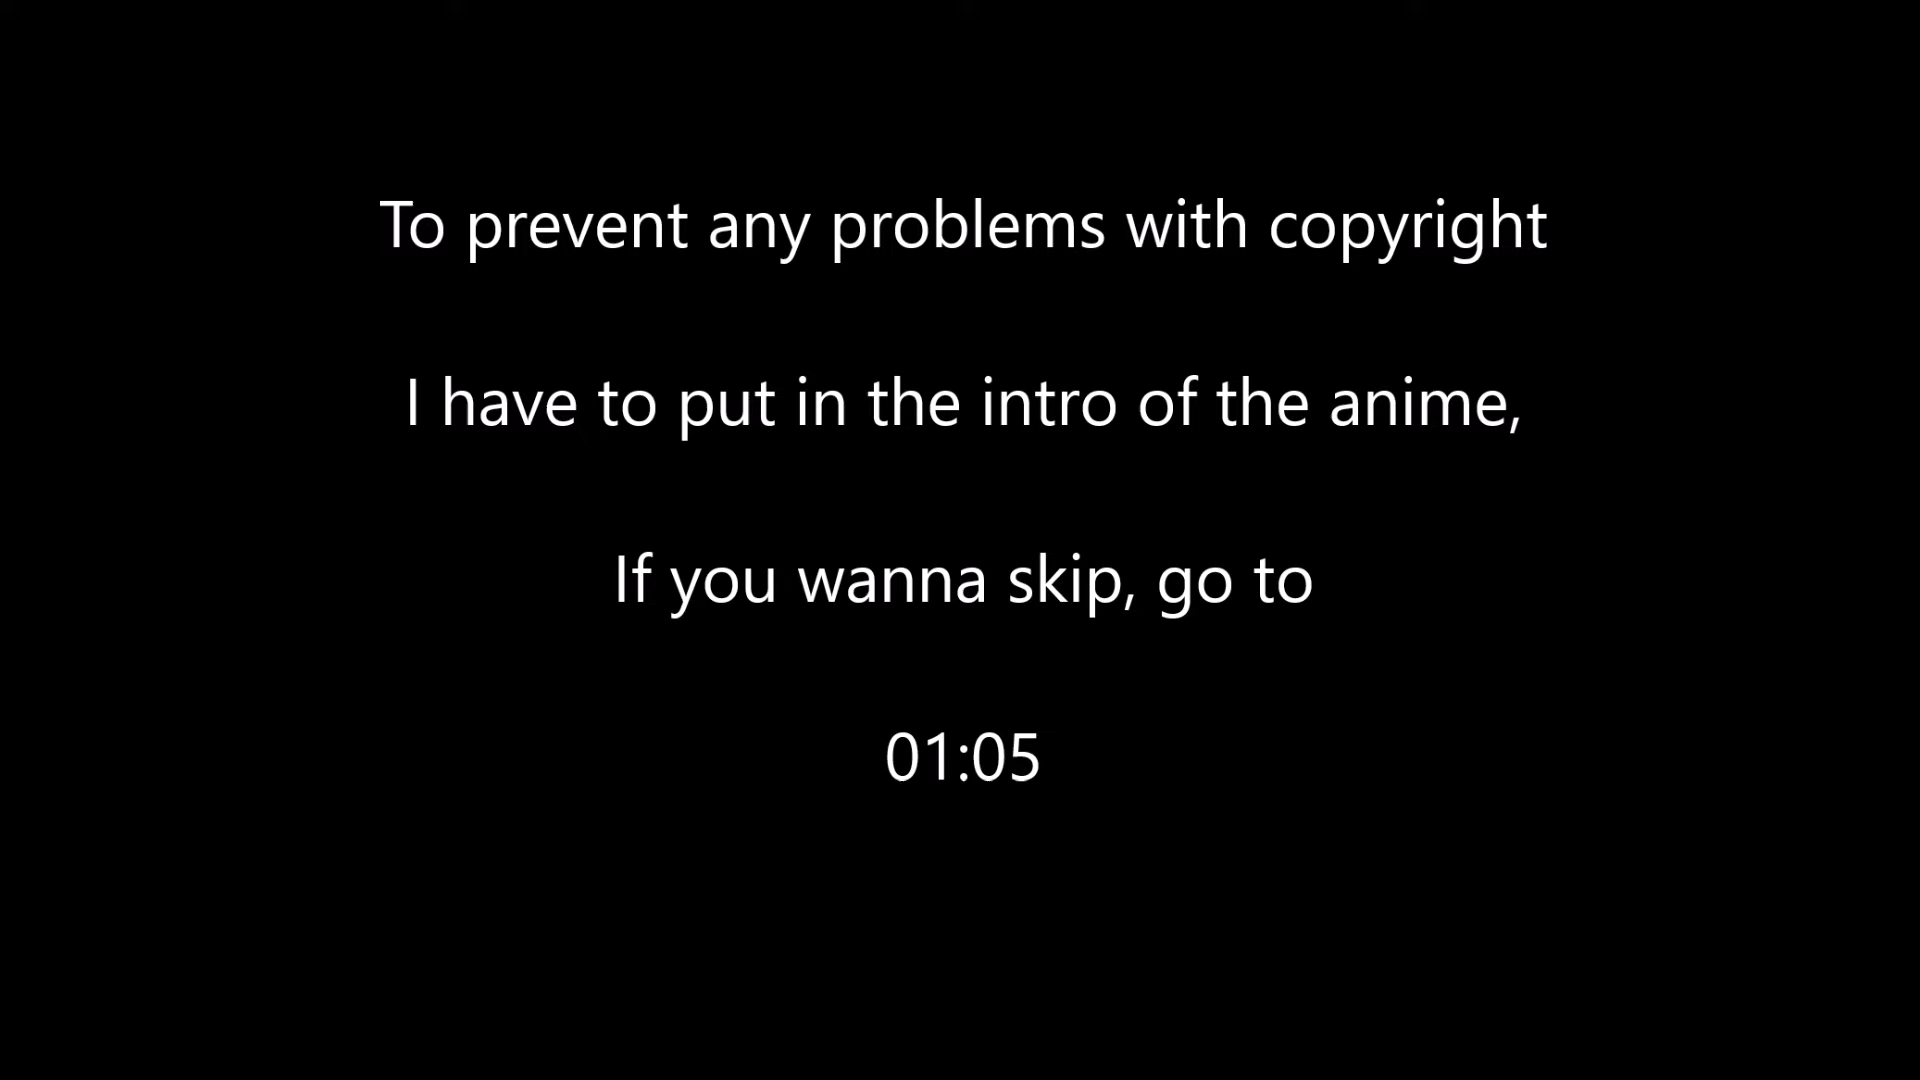 To prevent any problems with copyright
I have to put in the intro of the anime,
If you wanna skip, go to
01:05